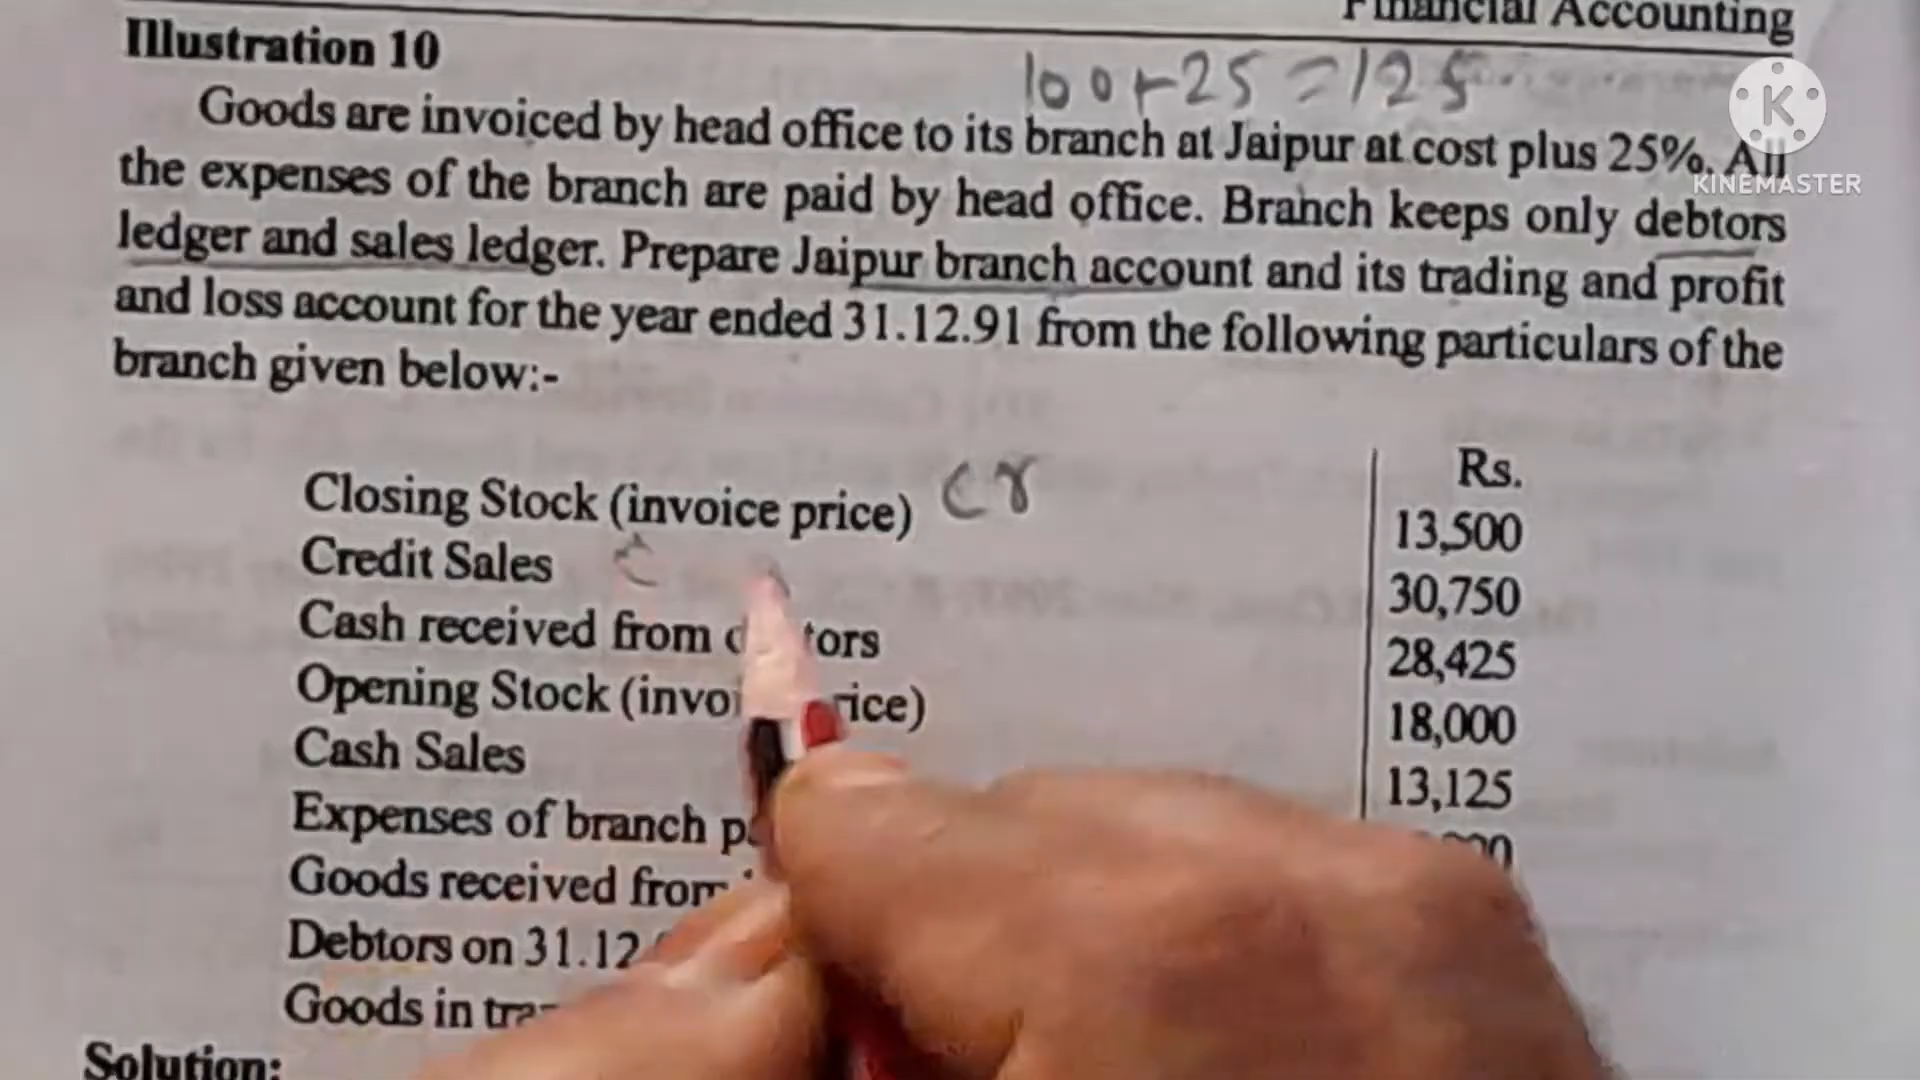 Financial Accounting
Illustration 10
100+25=125
KINEMASTER
Goods are invoiced by head office to its branch at Jaipur at cost plus 25%. All
the expenses of the branch are paid by head office. Branch keeps only debtors
ledger and sales ledger. Prepare Jaipur branch account and its trading and profit
and loss account for the year ended 31.12.91 from the following particulars of the
branch given below:-
Rs.
Closing Stock (invoice price) Cr 13,500
Credit Sales 30,750
Cash received from 28,425
Opening Stock 18,000
Cash Sales 13,125
Expenses of branch
Goods received from
Debtors on 31.12
Goods in
Solution: